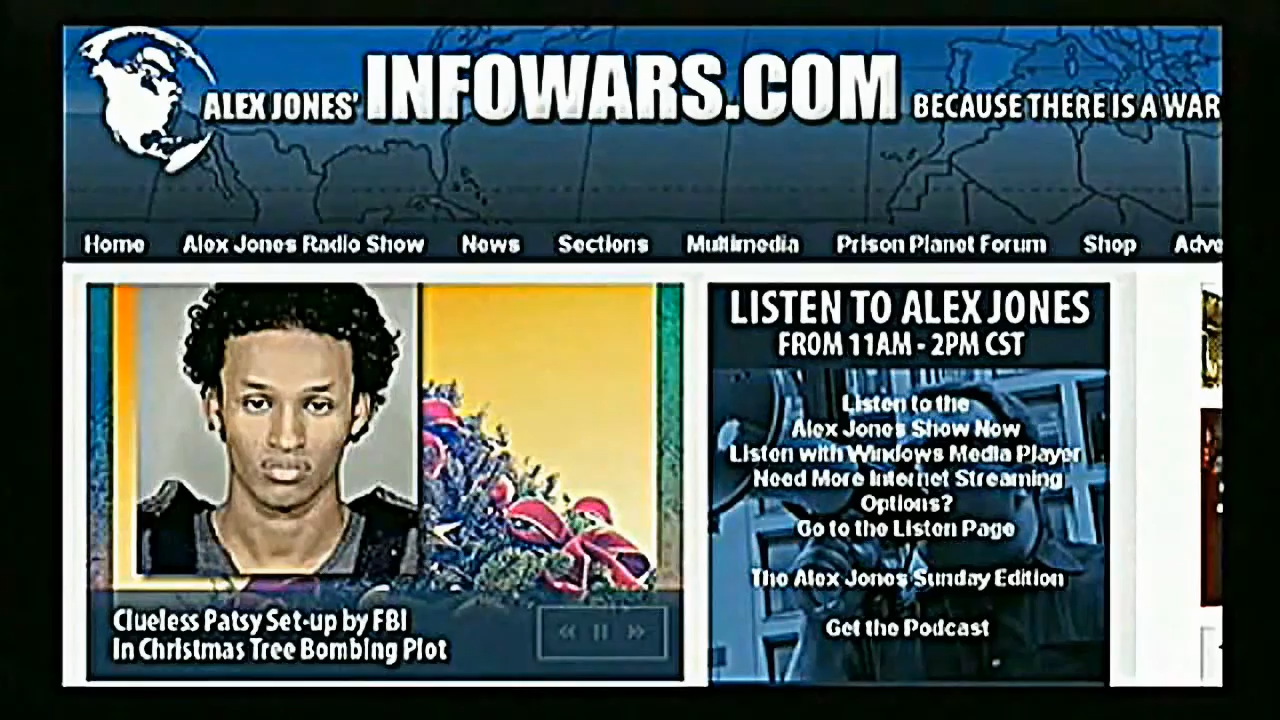 ALEX JONES' INFOWARS.COM BECAUSE THERE IS A WAR
Home Alex Jones Radio Show News Sections Multimedia Prison Planet Forum Shop Adve
LISTEN TO ALEX JONES
FROM 11AM - 2PM CST
Listen to the
Alex Jones Show Now
Listen with Windows Media Player
Need More Internet Streaming
Options?
Go to the Listen Page
The Alex Jones Sunday Edition
Get the Podcast
Clueless Patsy Set-up by FBI
In Christmas Tree Bombing Plot